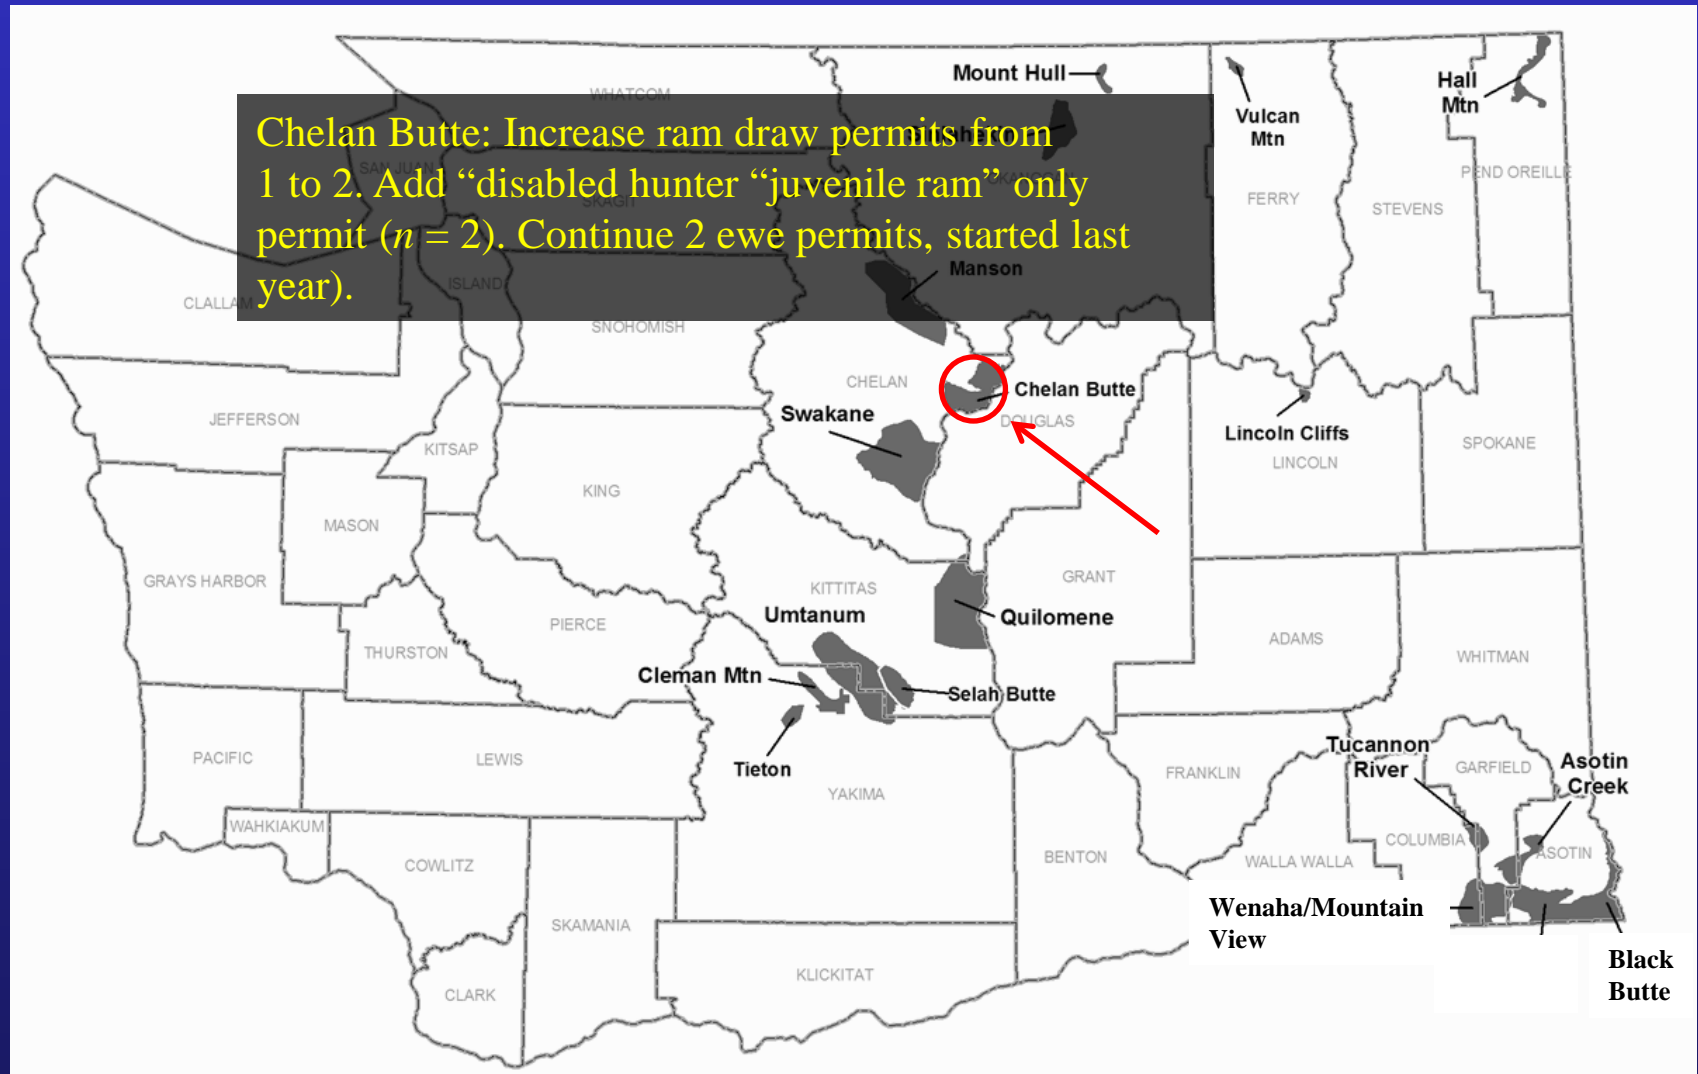 Mount Hull
Hall
Mtn
WHATCOM
Vulcan
Mtn
Chelan Butte: Increase ram draw permits from
1 to 2. Add “disabled hunter “juvenile ram” only
permit (n = 2). Continue 2 ewe permits, started last
year).
SAN JUAN
SKAGIT
PEND OREILLE
FERRY
STEVENS
Manson
ISLAND
CLALLAM
SNOHOMISH
CHELAN
Chelan Butte
Swakane
DOUGLAS
JEFFERSON
Lincoln Cliffs
KITSAP
SPOKANE
LINCOLN
KING
MASON
GRAYS HARBOR
GRANT
KITTITAS
Umtanum
Quilomene
PIERCE
ADAMS
THURSTON
WHITMAN
Cleman Mtn
Selah Butte
PACIFIC
LEWIS
Tieton
Tucannon
River
GARFIELD
Asotin
Creek
FRANKLIN
YAKIMA
WAHKIAKUM
COLUMBIA
ASOTIN
COWLITZ
BENTON
WALLA WALLA
Wenaha/Mountain
View
SKAMANIA
Black
Butte
KLICKITAT
CLARK